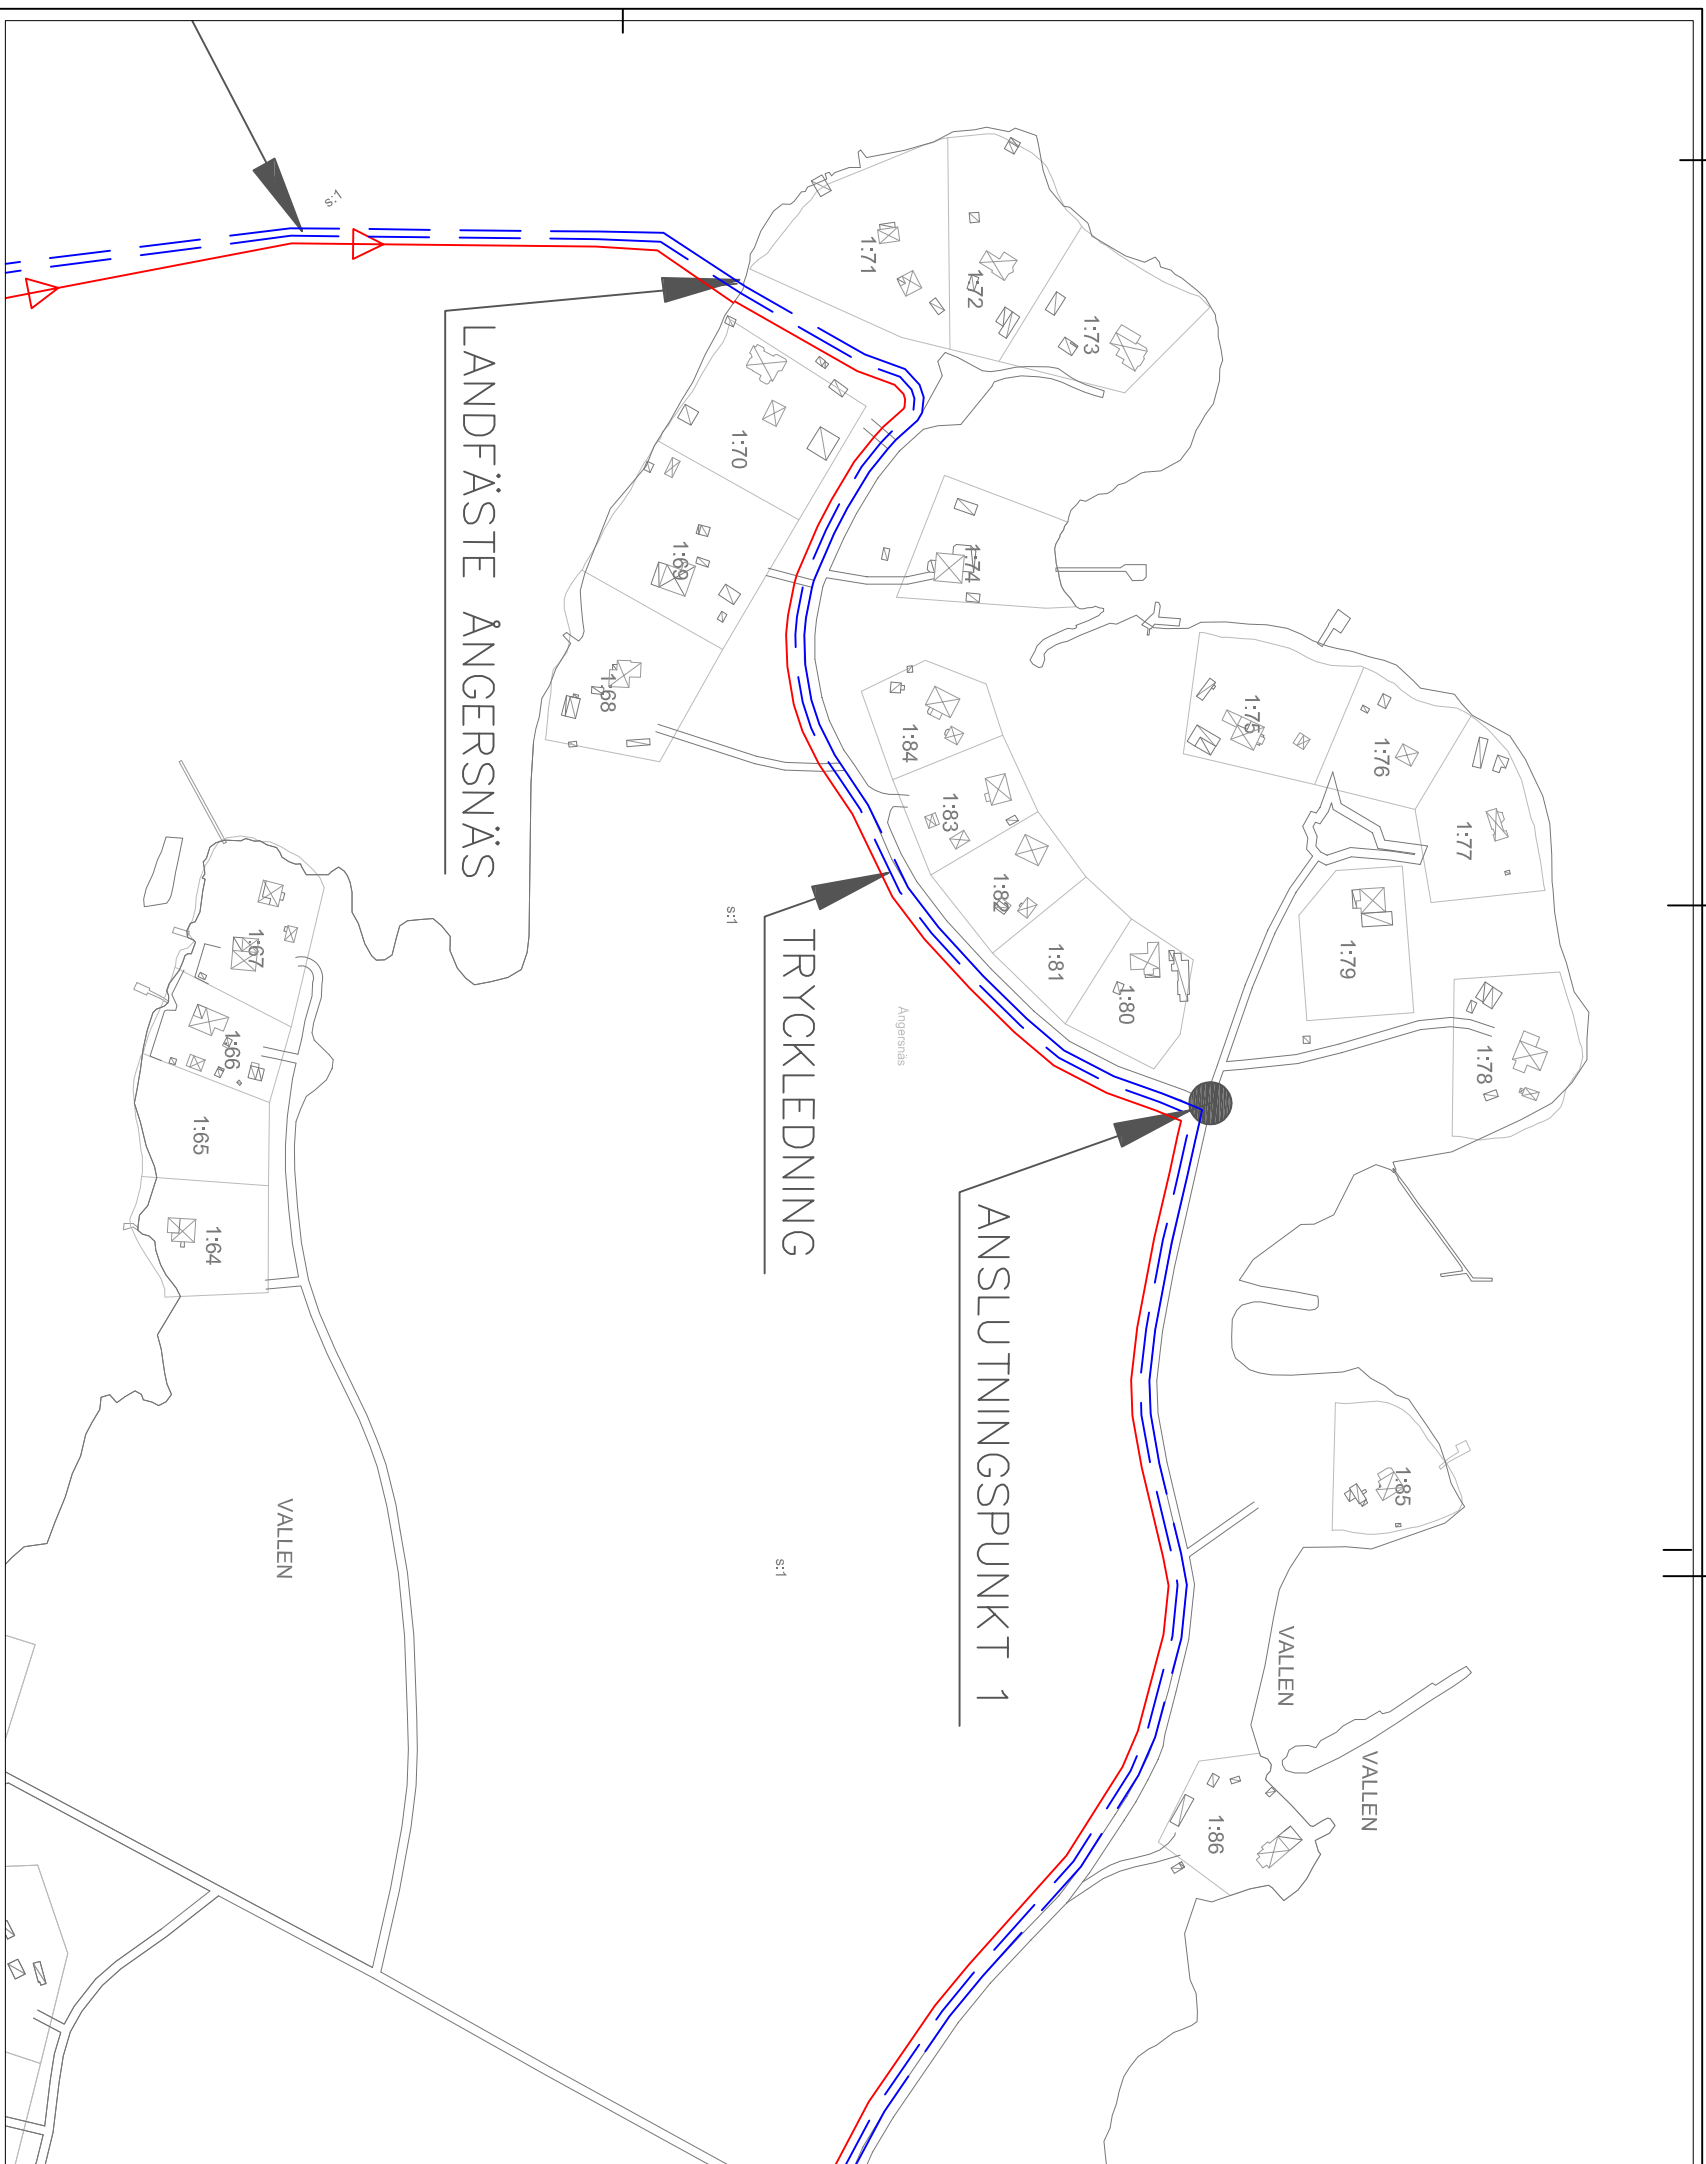 s:1
1:71
1:72
1:73
1:70
1:69
1:74
1:68
1:75
1:76
1:77
1:84
1:83
1:82
1:81
1:80
1:79
1:78
LANDFÄSTE ÅNGERSNÄS
s:1
TRYCKLEDNING
Ångersnäs
ANSLUTNINGSPUNKT 1
1:67
1:66
1:65
1:64
VALLEN
s:1
1:85
VALLEN
VALLEN
1:86